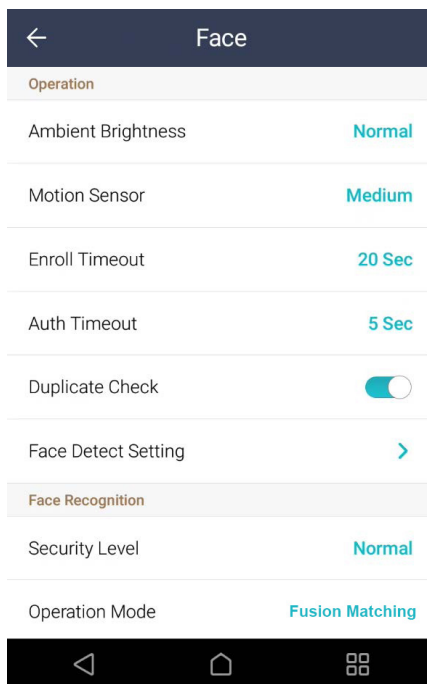 Face
Operation
Ambient Brightness Normal
Motion Sensor Medium
Enroll Timeout 20 Sec
Auth Timeout 5 Sec
Duplicate Check
Face Detect Setting
Face Recognition
Security Level Normal
Operation Mode Fusion Matching